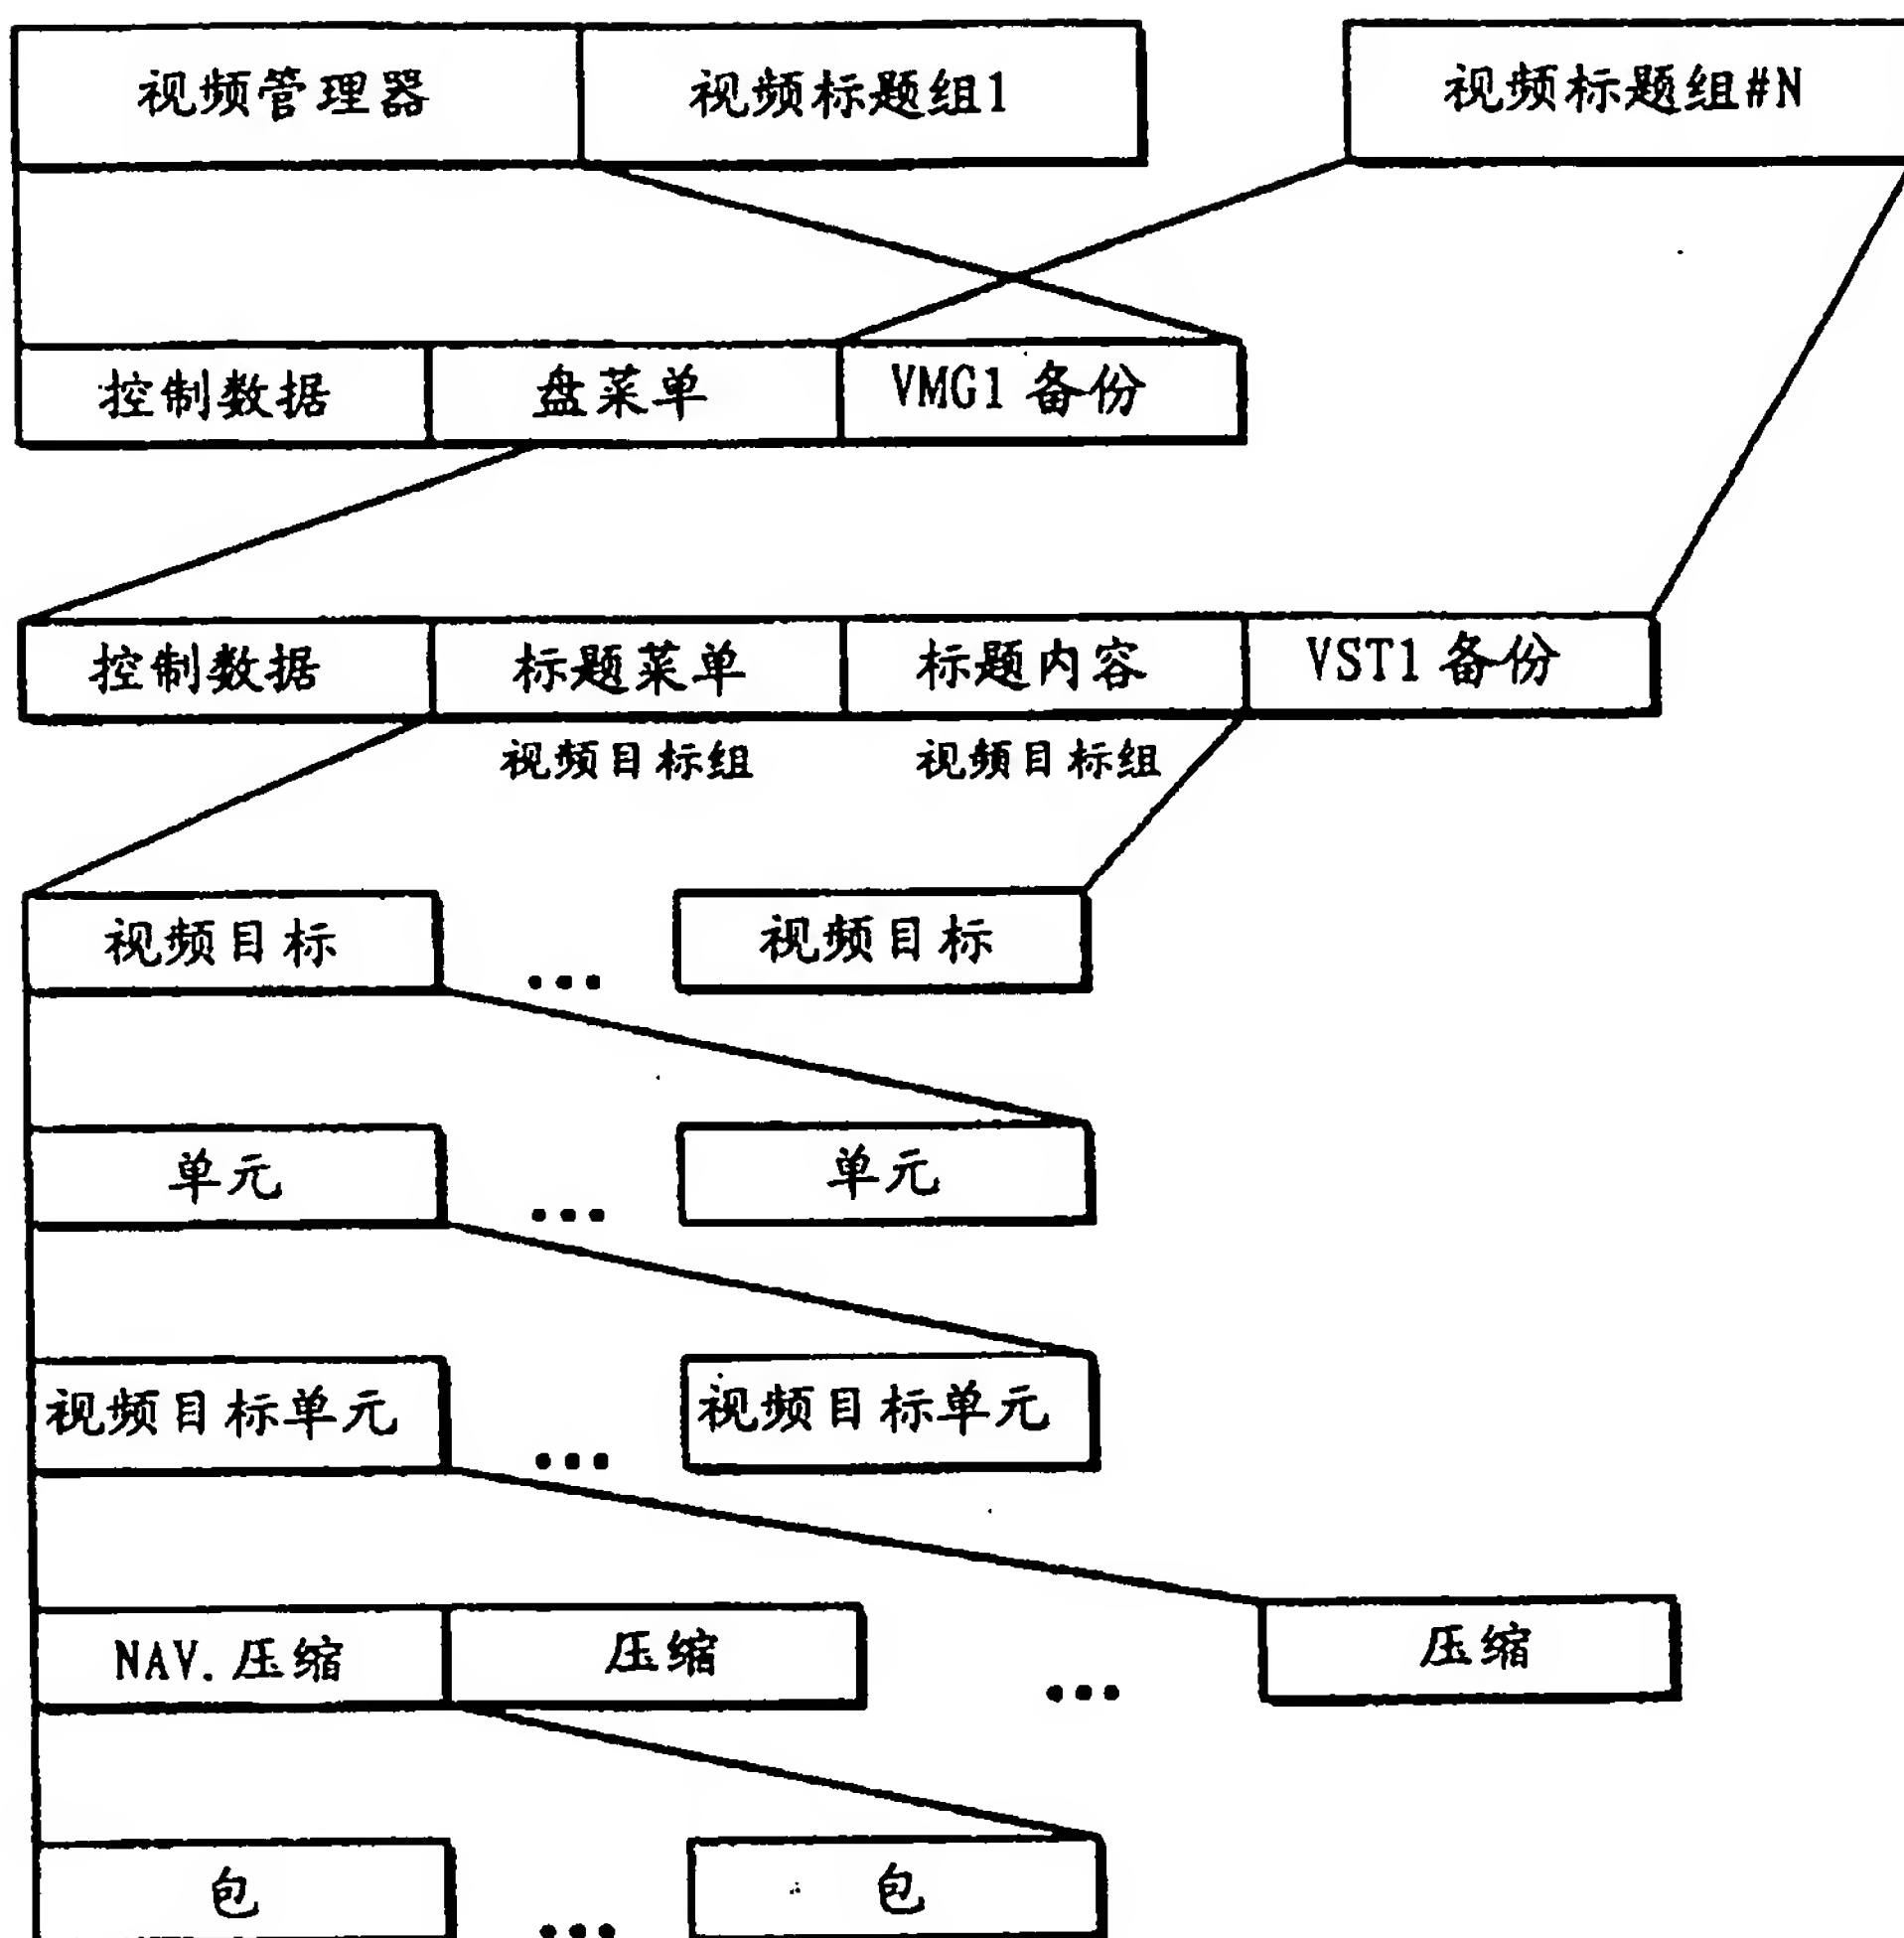 视频管理器 视频标题组1 视频标题组#N
控制数据 盘菜单 VMG1 备份
控制数据 标题菜单 标题内容 VST1 备份
视频目标组 视频目标组
视频目标 ... 视频目标
单元 ... 单元
视频目标单元 ... 视频目标单元
NAV. 压缩 压缩 ... 压缩
包 ... 包